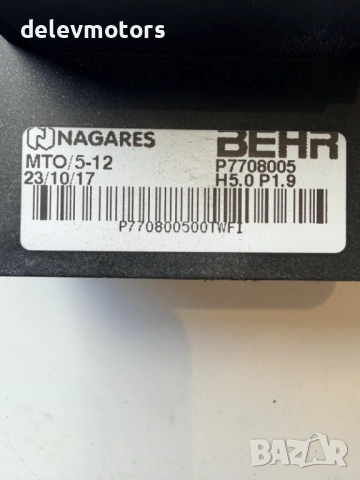 delevmotors
NAGARES BEHR
MTO/5-12 P7708005
23/10/17 H5.0 P1.9
P770800500TWFI
BAZAR